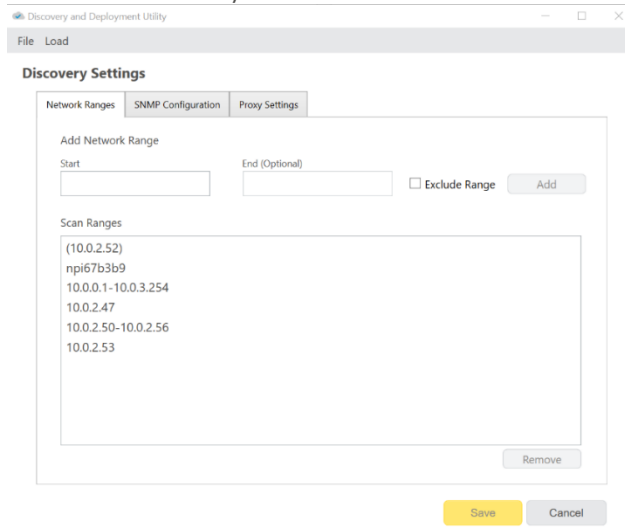 Discovery and Deployment Utility
File Load
Discovery Settings
Network Ranges SNMP Configuration Proxy Settings
Add Network Range
Start End (Optional)
Exclude Range Add
Scan Ranges
(10.0.2.52)
npi67b3b9
10.0.0.1-10.0.3.254
10.0.2.47
10.0.2.50-10.0.2.56
10.0.2.53
Remove
Save Cancel